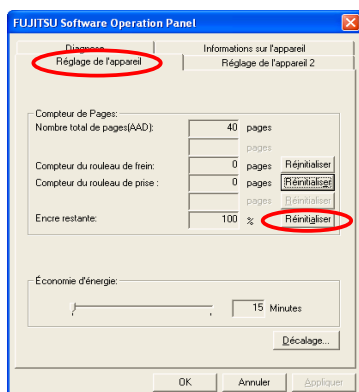 FUJITSU Software Operation Panel
Diagnose
Informations sur l'appareil
Réglage de l'appareil
Réglage de l'appareil 2
Compteur de Pages:
Nombre total de pages(AAD): 40 pages
pages
Compteur du rouleau de frein: 0 pages Réinitialiser
Compteur du rouleau de prise : 0 pages Réinitialiser
pages Réinitialiser
Encre restante: 100 % Réinitialiser
Économie d'énergie:
15 Minutes
Décalage...
OK Annuler Appliquer